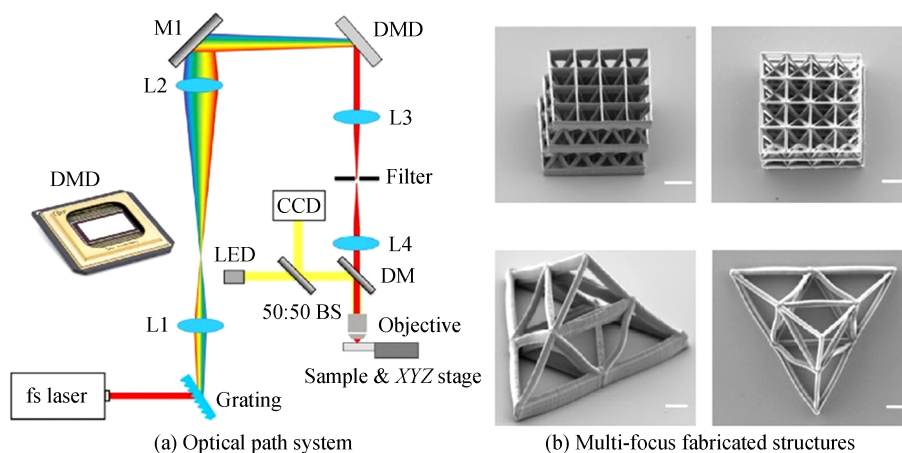 M1
DMD
L2
L3
DMD
Filter
CCD
LED
L4
DM
50:50 BS
L1
Objective
Sample & XYZ stage
fs laser
Grating
(a) Optical path system
(b) Multi-focus fabricated structures